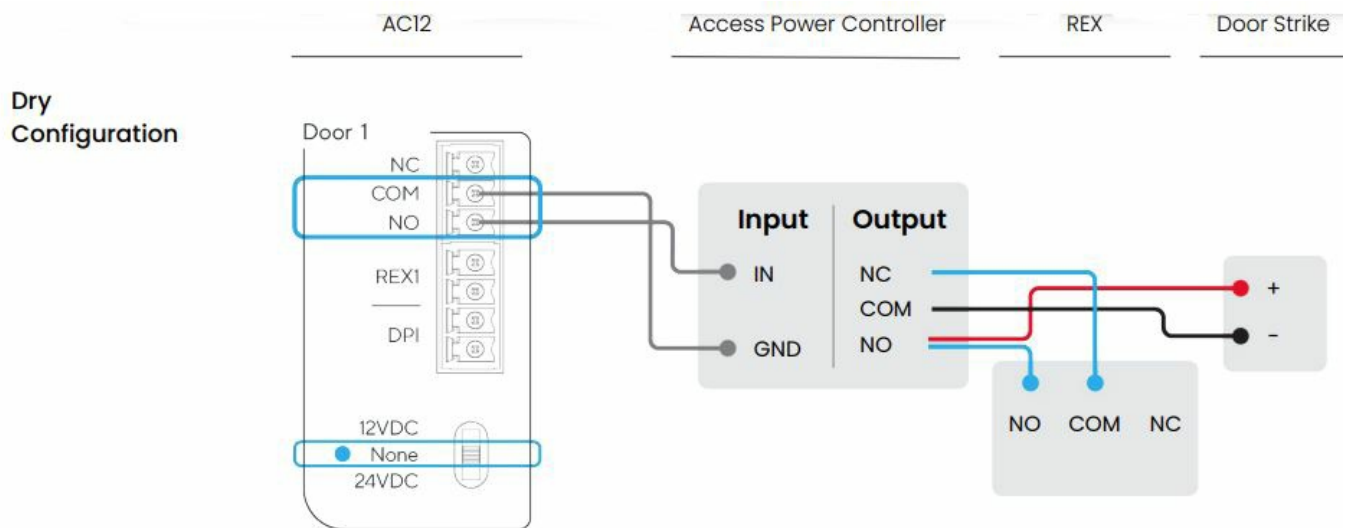 AC12
Access Power Controller
REX
Door Strike
Dry
Configuration
Door 1
NC
COM
NO
REX1
DPI
12VDC
None
24VDC
Input
Output
IN
GND
NC
COM
NO
+
-
NO COM NC